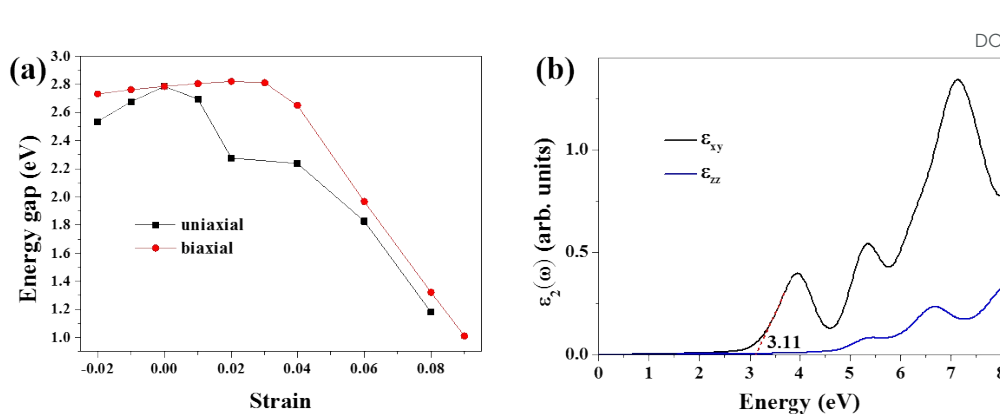 DO
(a)
3.0
2.8
2.6
2.4
2.2
2.0
1.8
1.6
1.4
1.2
1.0
Energy gap (eV)
uniaxial
biaxial
-0.02 0.00 0.02 0.04 0.06 0.08
Strain
(b)
1.0
0.5
0.0
ε₂(ω) (arb. units)
ε_xy
ε_zz
3.11
0 1 2 3 4 5 6 7 8
Energy (eV)